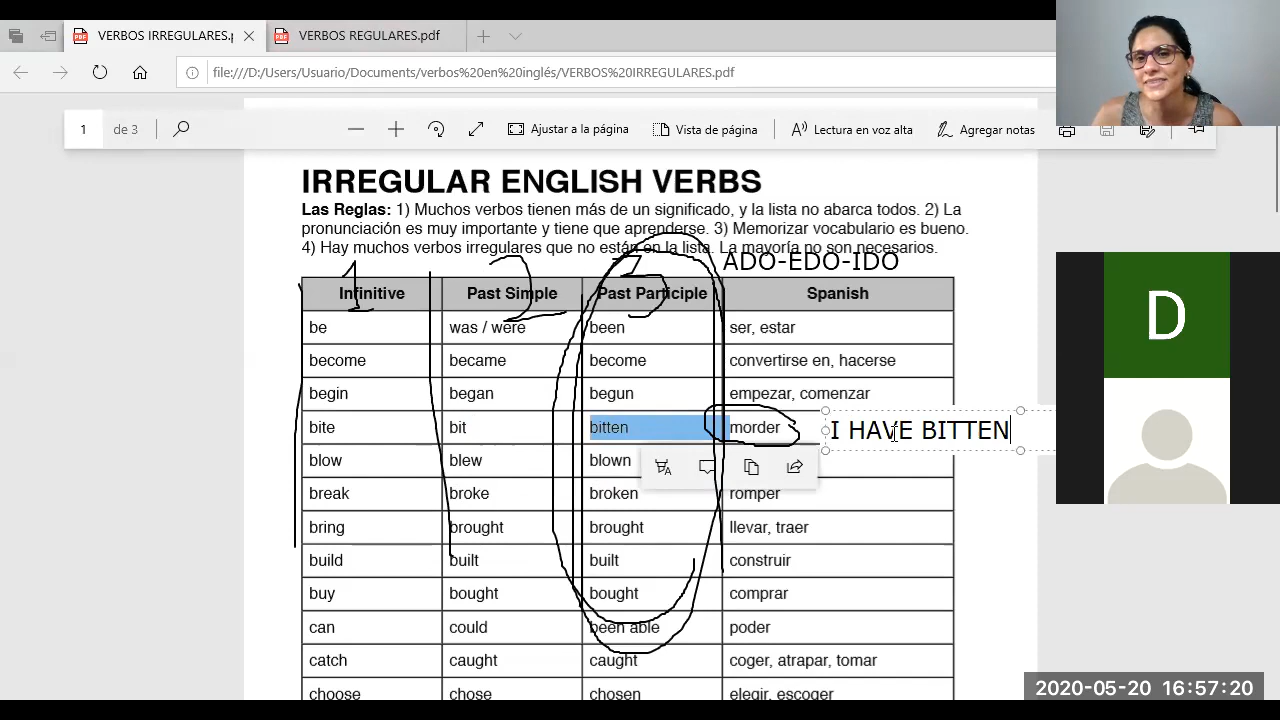 VERBOS IRREGULARES.p
VERBOS REGULARES.pdf
file:///D:/Users/Usuario/Documents/verbos%20en%20inglés/VERBOS%20IRREGULARES.pdf
1 de 3 Ajustar a la página Vista de página Lectura en voz alta Agregar notas
IRREGULAR ENGLISH VERBS
Las Reglas: 1) Muchos verbos tienen más de un significado, y la lista no abarca todos. 2) La
pronunciación es muy importante y tiene que aprenderse. 3) Memorizar vocabulario es bueno.
4) Hay muchos verbos irregulares que no están en la lista. La mayoría no son necesarios.
1 2 3
ADO-EDO-IDO
Infinitive Past Simple Past Participle Spanish
be was / were been ser, estar
become became become convertirse en, hacerse
begin began begun empezar, comenzar
bite bit bitten morder
I HAVE BITTEN
blow blew blown
break broke broken romper
bring brought brought llevar, traer
build built built construir
buy bought bought comprar
can could been able poder
catch caught caught coger, atrapar, tomar
choose chose chosen elegir, escoger
D
2020-05-20 16:57:20